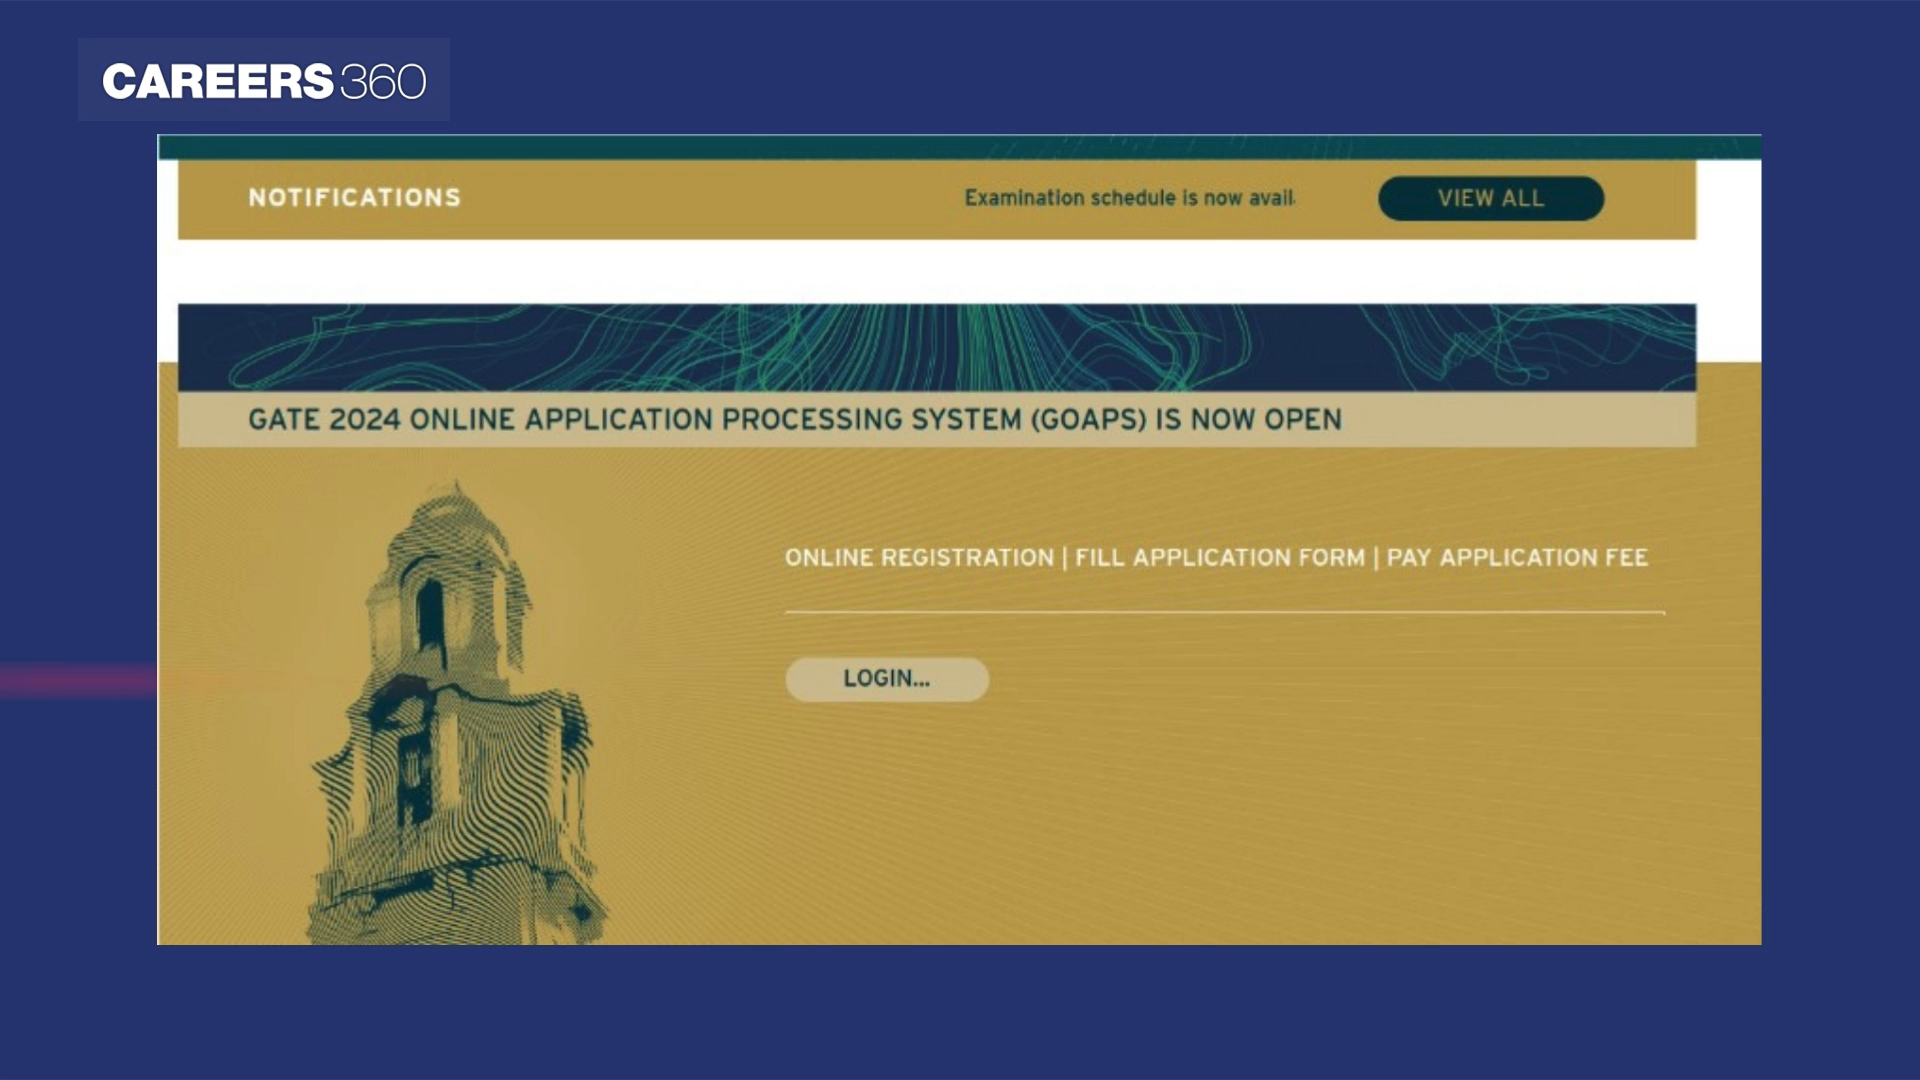 CAREERS360
NOTIFICATIONS
Examination schedule is now avail
VIEW ALL
GATE 2024 ONLINE APPLICATION PROCESSING SYSTEM (GOAPS) IS NOW OPEN
ONLINE REGISTRATION | FILL APPLICATION FORM | PAY APPLICATION FEE
LOGIN...